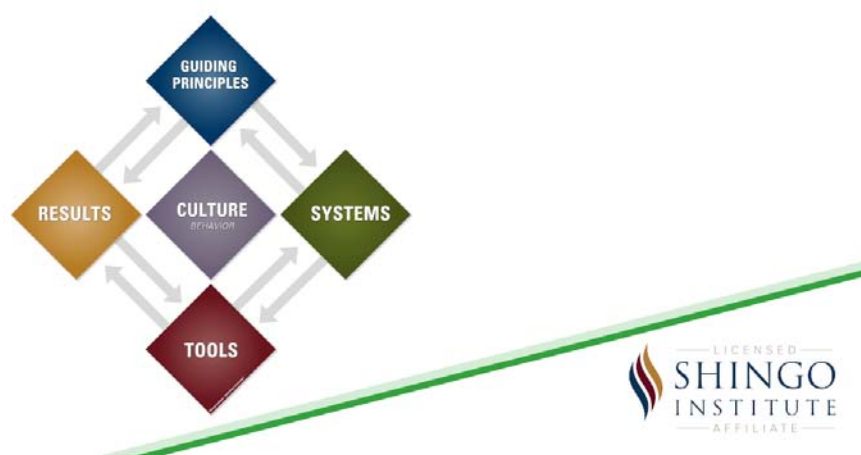 GUIDING
PRINCIPLES
RESULTS
CULTURE
BEHAVIOR
SYSTEMS
TOOLS
LICENSED
SHINGO
INSTITUTE
AFFILIATE